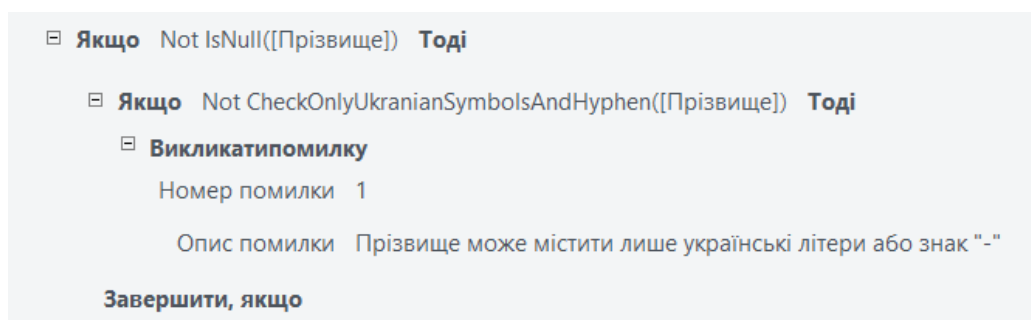 Якщо Not IsNull([Прізвище]) Тоді
Якщо Not CheckOnlyUkranianSymbolsAndHyphen([Прізвище]) Тоді
Викликатипомилку
Номер помилки 1
Опис помилки Прізвище може містити лише українські літери або знак "-"
Завершити, якщо